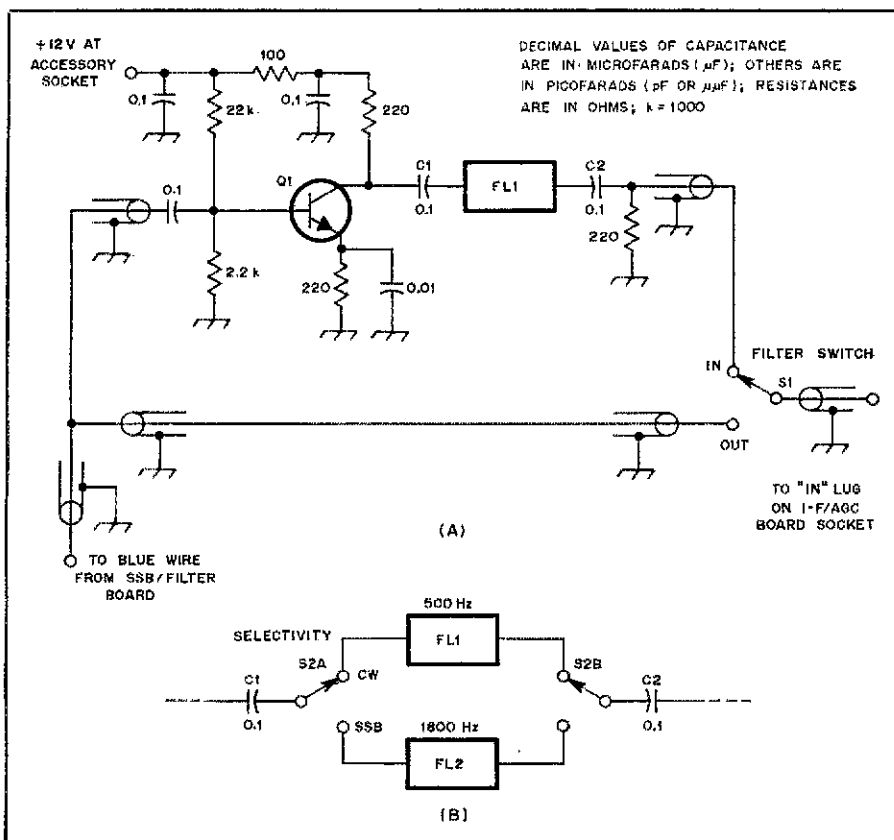 +12V AT
ACCESSORY
SOCKET
100
DECIMAL VALUES OF CAPACITANCE
ARE IN MICROFARADS (µF); OTHERS ARE
IN PICOFARADS (pF OR µµF); RESISTANCES
ARE IN OHMS; k = 1000
0.1
22k
0.1
220
Q1
C1
0.1
FL1
C2
0.1
0.1
220
2.2k
220
0.01
IN
FILTER SWITCH
S1
OUT
TO "IN" LUG
ON I-F/AGC
BOARD SOCKET
(A)
TO BLUE WIRE
FROM SSB/FILTER
BOARD
500 Hz
SELECTIVITY
FL1
S2A
S2B
C1
CW
C2
0.1
0.1
SSB
1800 Hz
FL2
(B)